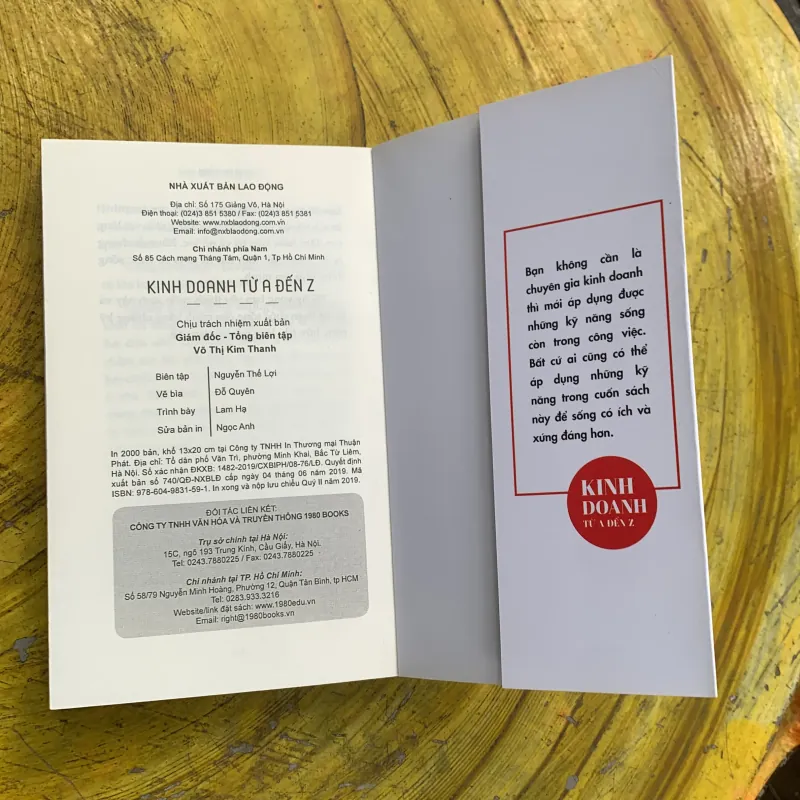 NHÀ XUẤT BẢN LAO ĐỘNG
Địa chỉ: Số 175 Giảng Võ, Hà Nội
Điện thoại: (024)3 851 5380 / Fax: (024)3 851 5381
Website: www.nxblaodong.com.vn
Email: info@nxblaodong.com.vn
Chi nhánh phía Nam
Số 85 Cách mạng Tháng Tám, Quận 1, Tp Hồ Chí Minh
KINH DOANH TỪ A ĐẾN Z
Chịu trách nhiệm xuất bản
Giám đốc - Tổng biên tập
Võ Thị Kim Thanh
Biên tập Nguyễn Thế Lợi
Vẽ bìa Đỗ Quyên
Trình bày Lam Hạ
Sửa bản in Ngọc Anh
In 2000 bản, khổ 13x20 cm tại Công ty TNHH In Thương mại Thuận
Phát. Địa chỉ: Tổ dân phố Văn Trì, phường Minh Khai, Bắc Từ Liêm,
Hà Nội. Số xác nhận ĐKXB: 1482-2019/CXBIPH/08-76/LĐ. Quyết định
xuất bản số 740/QĐ-NXBLĐ cấp ngày 04 tháng 06 năm 2019. Mã
ISBN: 978-604-9831-59-1. In xong và nộp lưu chiểu Quý II năm 2019.
ĐỐI TÁC LIÊN KẾT:
CÔNG TY TNHH VĂN HÓA VÀ TRUYỀN THÔNG 1980 BOOKS
Trụ sở chính tại Hà Nội:
15C, ngõ 193 Trung Kính, Cầu Giấy, Hà Nội.
Tel: 0243.7880225 / Fax: 0243.7880225
Chi nhánh tại TP. Hồ Chí Minh:
Số 58/79 Nguyễn Minh Hoàng, Phường 12, Quận Tân Bình, tp HCM
Tel: 0283.933.3216
Website/link đặt sách: www.1980edu.vn
Email: right@1980books.vn
Bạn không cần là
chuyên gia kinh doanh
thì mới áp dụng được
những kỹ năng sống
còn trong công việc.
Bất cứ ai cũng có thể
áp dụng những kỹ
năng trong cuốn sách
này để sống có ích và
xứng đáng hơn.
KINH
DOANH
TỪ A ĐẾN Z